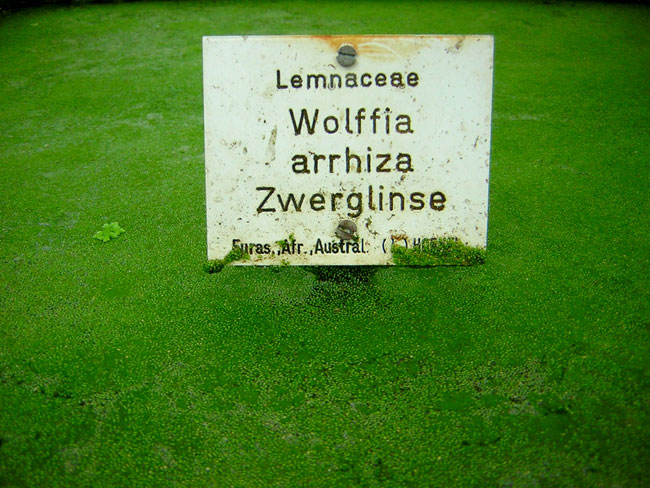 Lemnaceae
Wolffia
arrhiza
Zwerglinse
Euras.,Afr.,Austral. (L.)